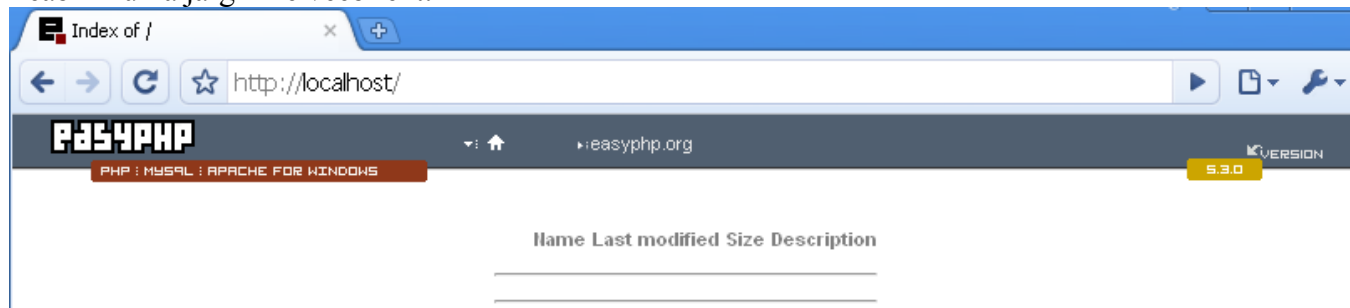 Index of /
http://localhost/
easyphp
easyphp.org
VERSION
PHP : MYSQL : APACHE FOR WINDOWS
5.3.0
Name Last modified Size Description